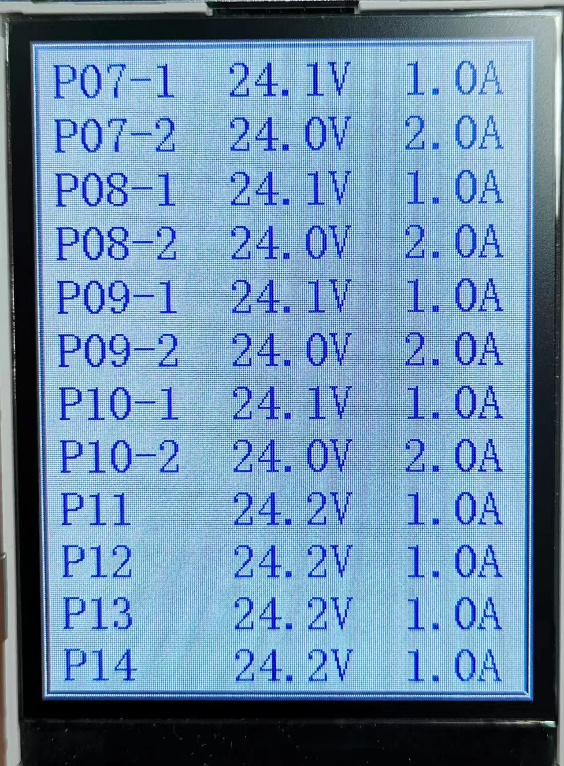 P07-1 24.1V 1.0A
P07-2 24.0V 2.0A
P08-1 24.1V 1.0A
P08-2 24.0V 2.0A
P09-1 24.1V 1.0A
P09-2 24.0V 2.0A
P10-1 24.1V 1.0A
P10-2 24.0V 2.0A
P11 24.2V 1.0A
P12 24.2V 1.0A
P13 24.2V 1.0A
P14 24.2V 1.0A